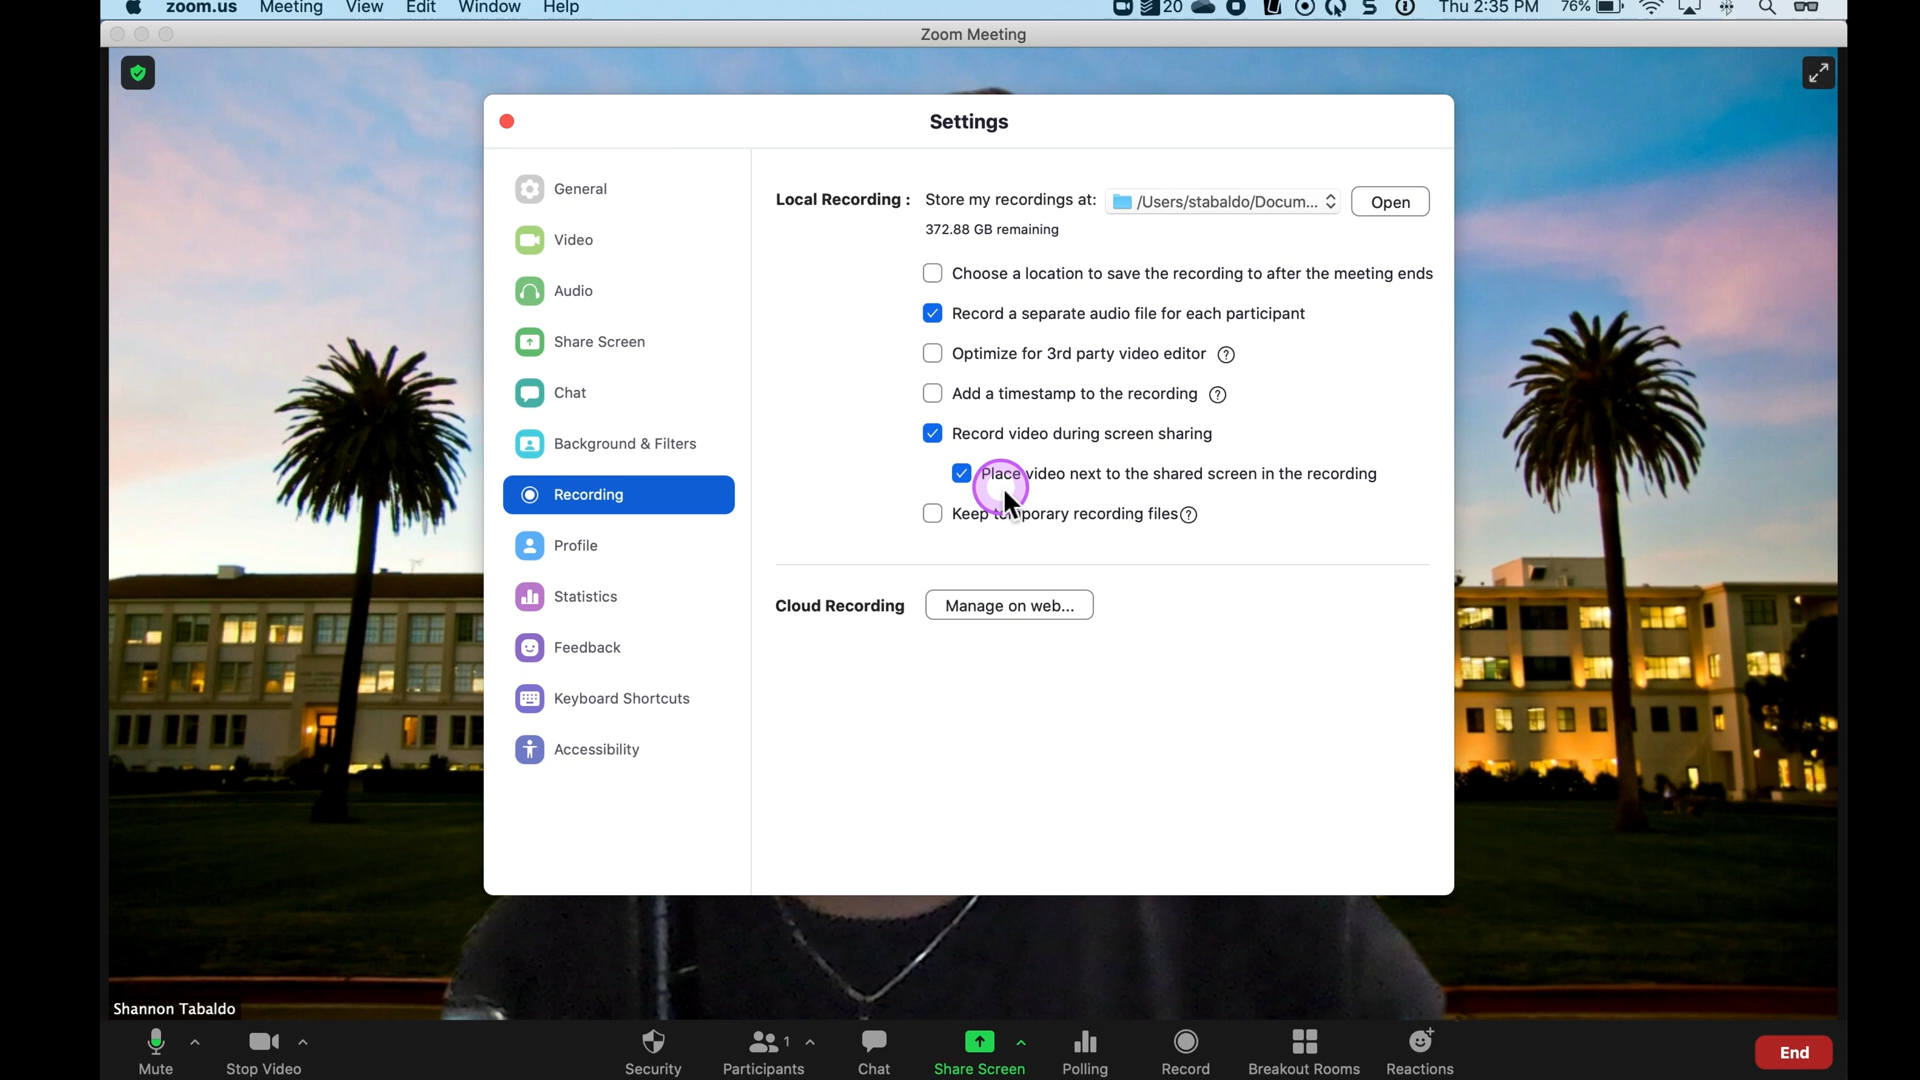 zoom.us Meeting View Edit Window Help 20 Thu 2:35 PM 76%
Zoom Meeting
Settings
General
Video
Audio
Share Screen
Chat
Background & Filters
Recording
Profile
Statistics
Feedback
Keyboard Shortcuts
Accessibility
Local Recording : Store my recordings at: /Users/stabaldo/Docum... Open
372.88 GB remaining
Choose a location to save the recording to after the meeting ends
Record a separate audio file for each participant
Optimize for 3rd party video editor ?
Add a timestamp to the recording ?
Record video during screen sharing
Place video next to the shared screen in the recording
Keep temporary recording files ?
Cloud Recording Manage on web...
Shannon Tabaldo
Mute Stop Video Security Participants 1 Chat Share Screen Polling Record Breakout Rooms Reactions End